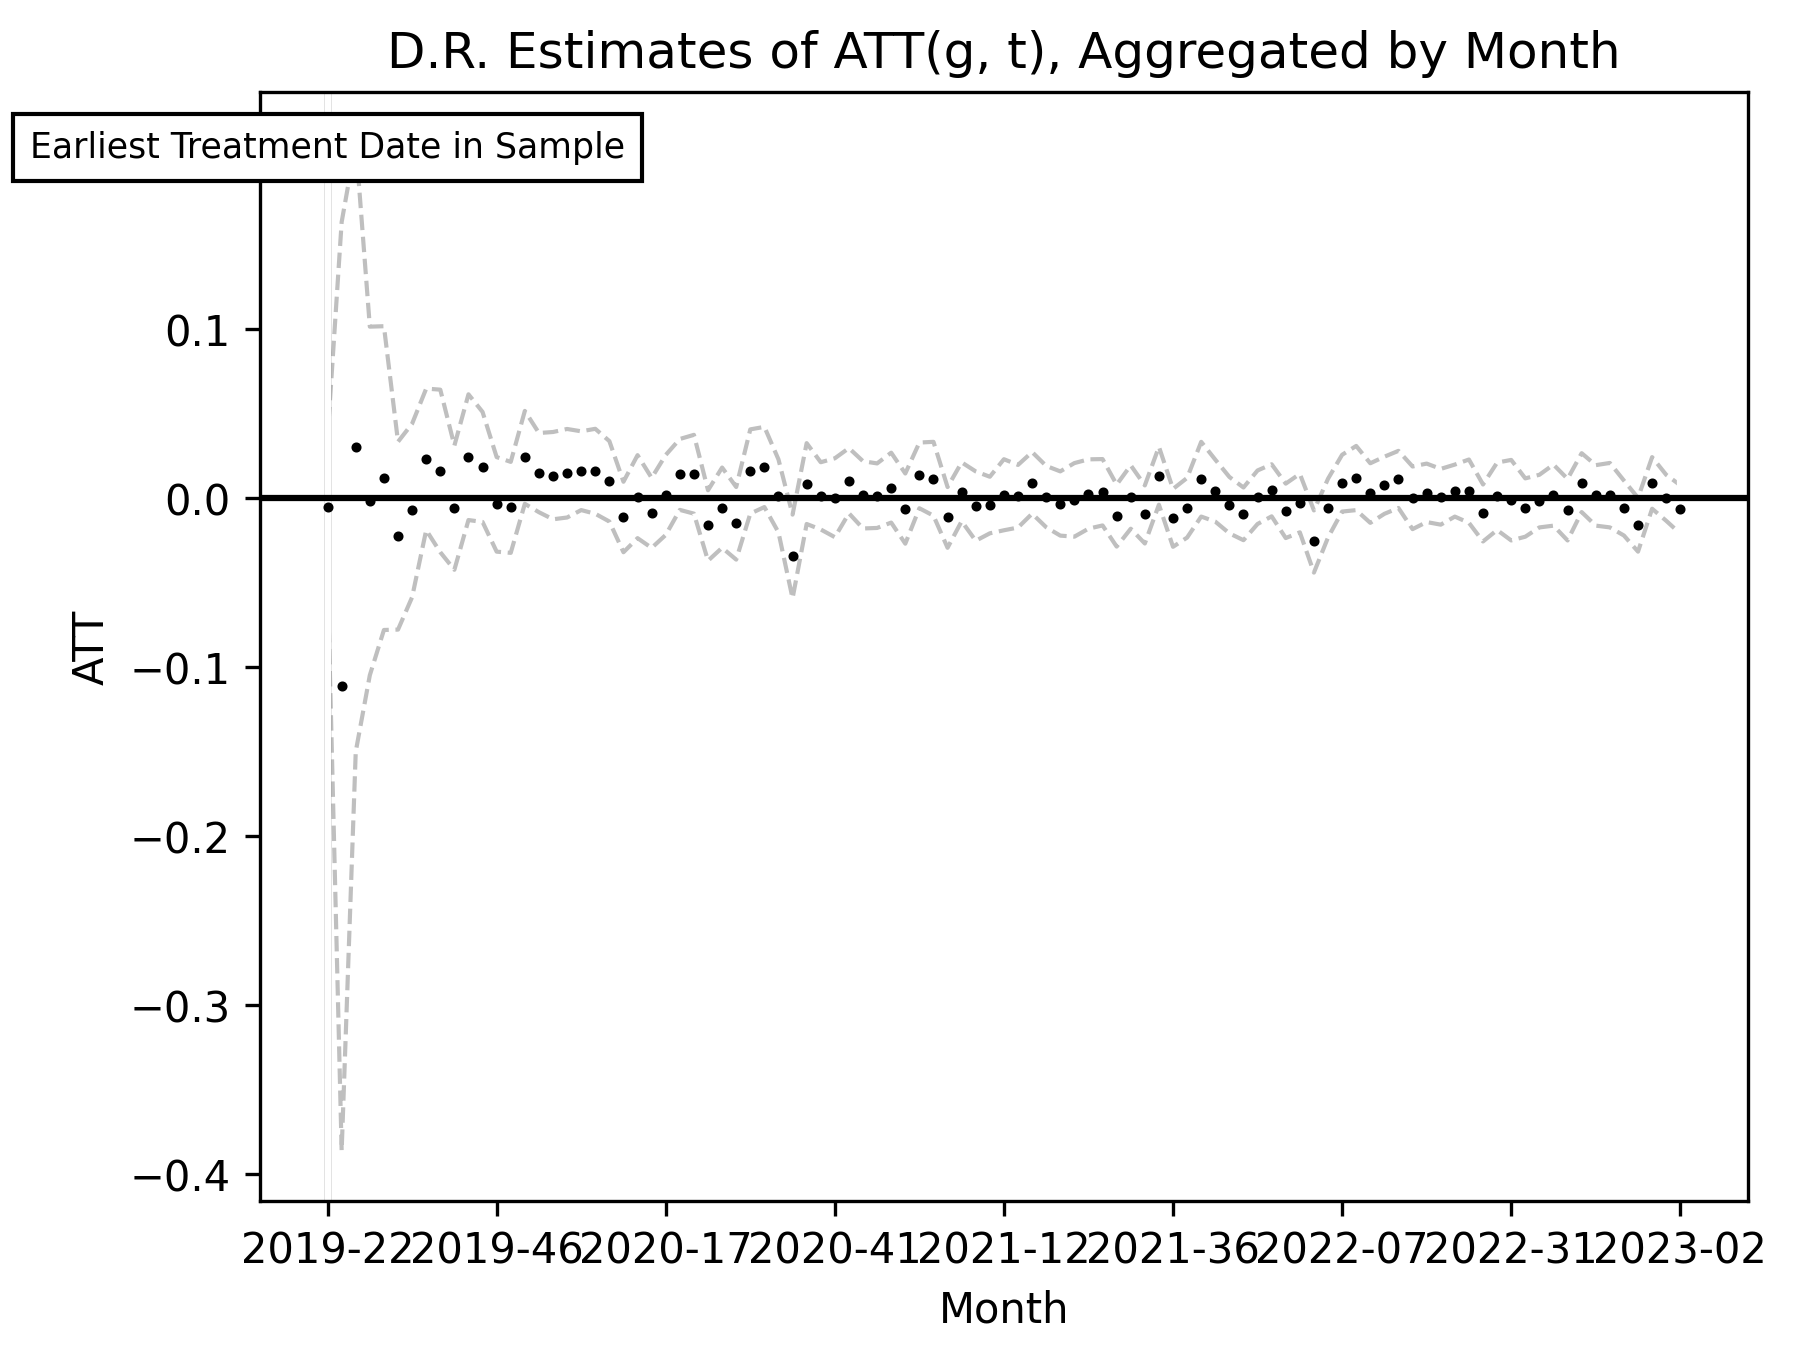 D.R. Estimates of ATT(g, t), Aggregated by Month
Earliest Treatment Date in Sample
0.1
0.0
−0.1
−0.2
−0.3
−0.4
ATT
2019-22 2019-46 2020-17 2020-41 2021-12 2021-36 2022-07 2022-31 2023-02
Month